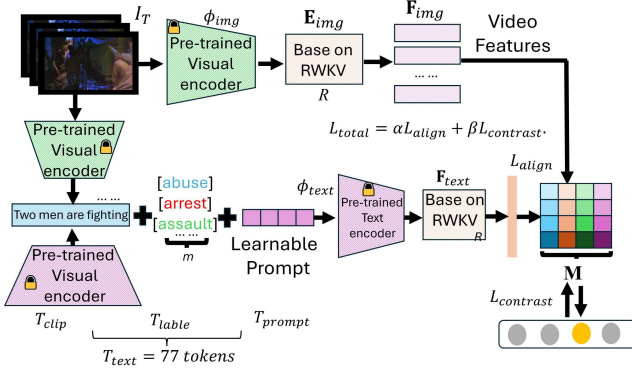 I_T
ϕ_img
E_img
F_img
Pre-trained
Visual
encoder
Base on
RWKV
R
... ...
Video
Features
L_total = αL_align + βL_contrast.
Pre-trained
Visual
encoder
... ...
Two men are fighting
[abuse]
[arrest]
[assault]
... ...
m
Learnable
Prompt
ϕ_text
Pre-trained
Text
encoder
F_text
Base on
RWKV
R
L_align
M
L_contrast
Pre-trained
Visual
encoder
T_clip
T_lable
T_prompt
T_text = 77 tokens